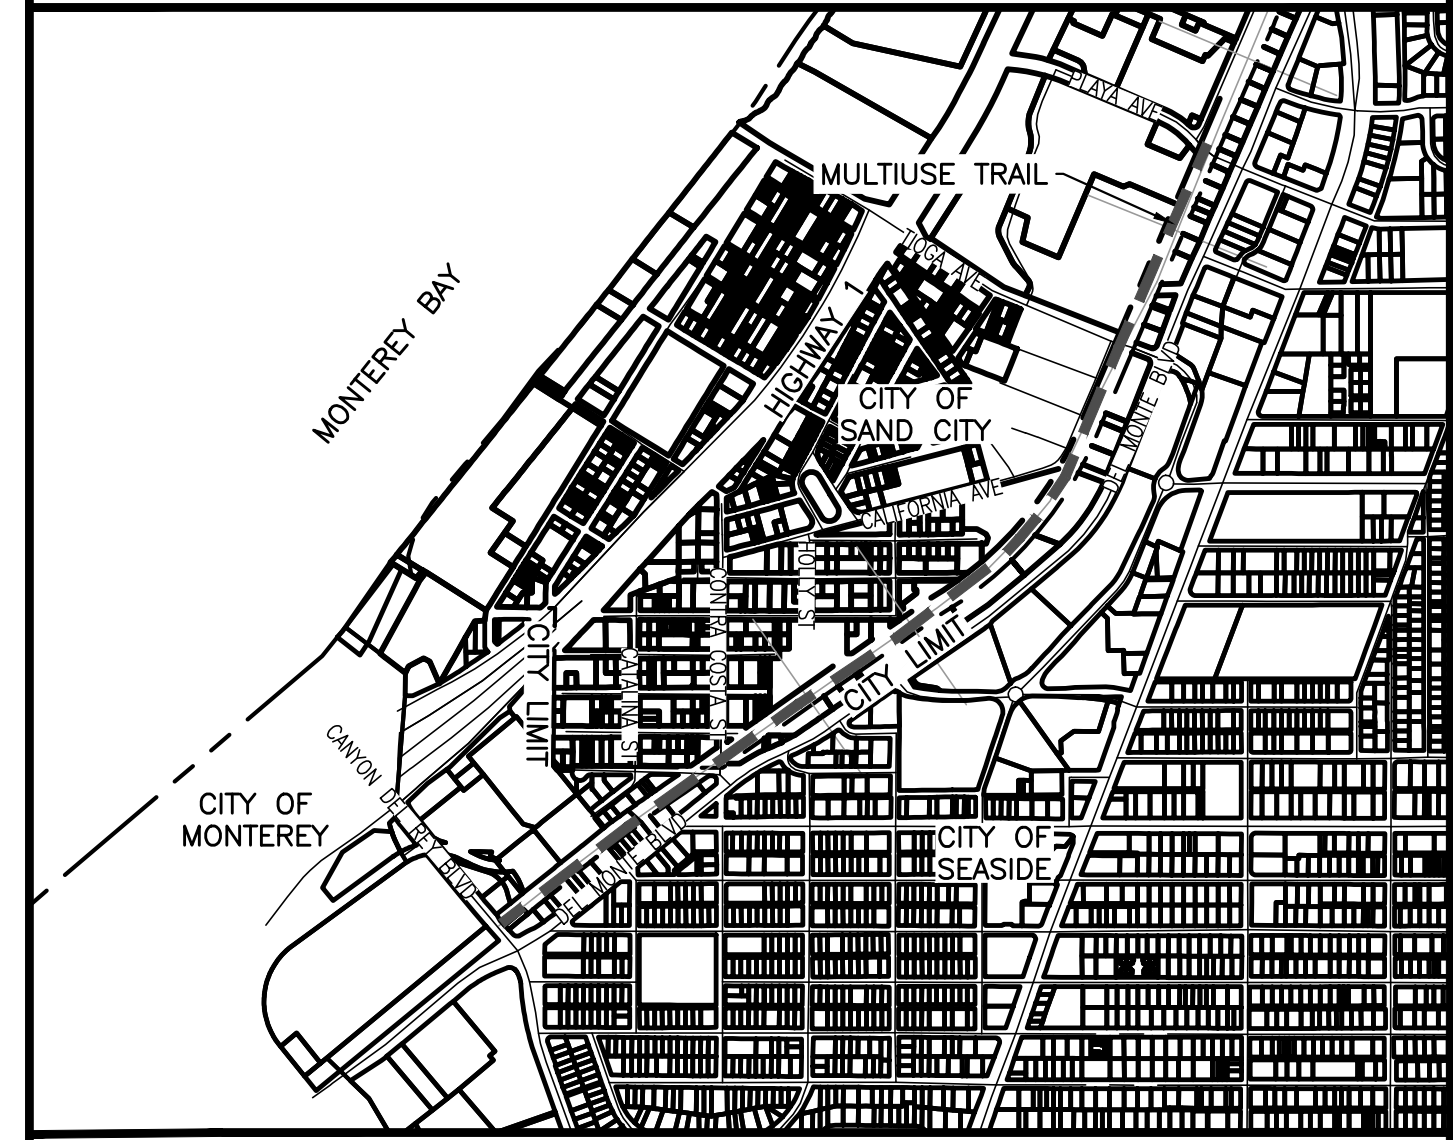 PLAYA AVE
MULTIUSE TRAIL
TIOGA AVE
MONTEREY BAY
HIGHWAY 1
DEL MONTE BLVD
CITY OF
SAND CITY
CALIFORNIA AVE
HOLLY ST
CONTRA COSTA ST
CATALINA ST
CITY LIMIT
CITY LIMIT
CANYON DEL REY BLVD
CITY OF
MONTEREY
DEL MONTE BLVD
CITY OF
SEASIDE